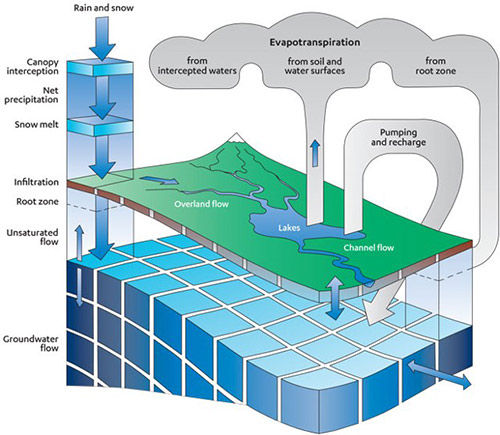 Rain and snow
Canopy
interception
Net
precipitation
Snow melt
Infiltration
Root zone
Unsaturated
flow
Groundwater
flow
Evapotranspiration
from
intercepted waters
from soil and
water surfaces
from
root zone
Pumping
and recharge
Overland flow
Lakes
Channel flow